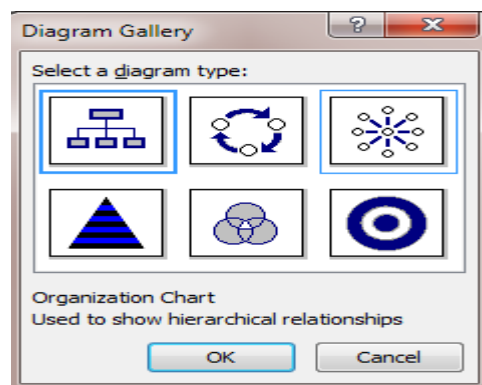 Diagram Gallery
?
Select a diagram type:
Organization Chart
Used to show hierarchical relationships
OK
Cancel